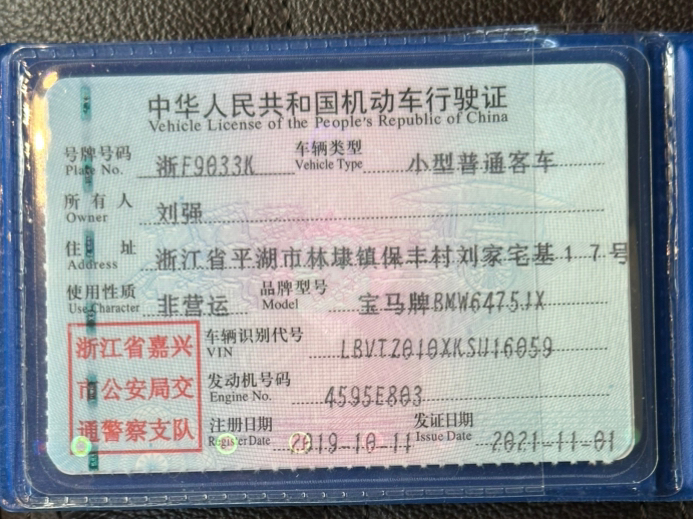 中华人民共和国机动车行驶证
Vehicle License of the People's Republic of China
号牌号码 浙F9033K 车辆类型 小型普通客车
Plate No. Vehicle Type
所有人 刘强
Owner
住址 浙江省平湖市林埭镇保丰村刘家宅基17号
Address
使用性质 非营运 品牌型号 宝马牌BMW6475JX
Use Character Model
浙江省嘉兴
市公安局交
通警察支队
车辆识别代号 LBVTZ010XKSU16059
VIN
发动机号码 4595E803
Engine No.
注册日期 2019-10-11 发证日期 2021-11-01
Register Date Issue Date